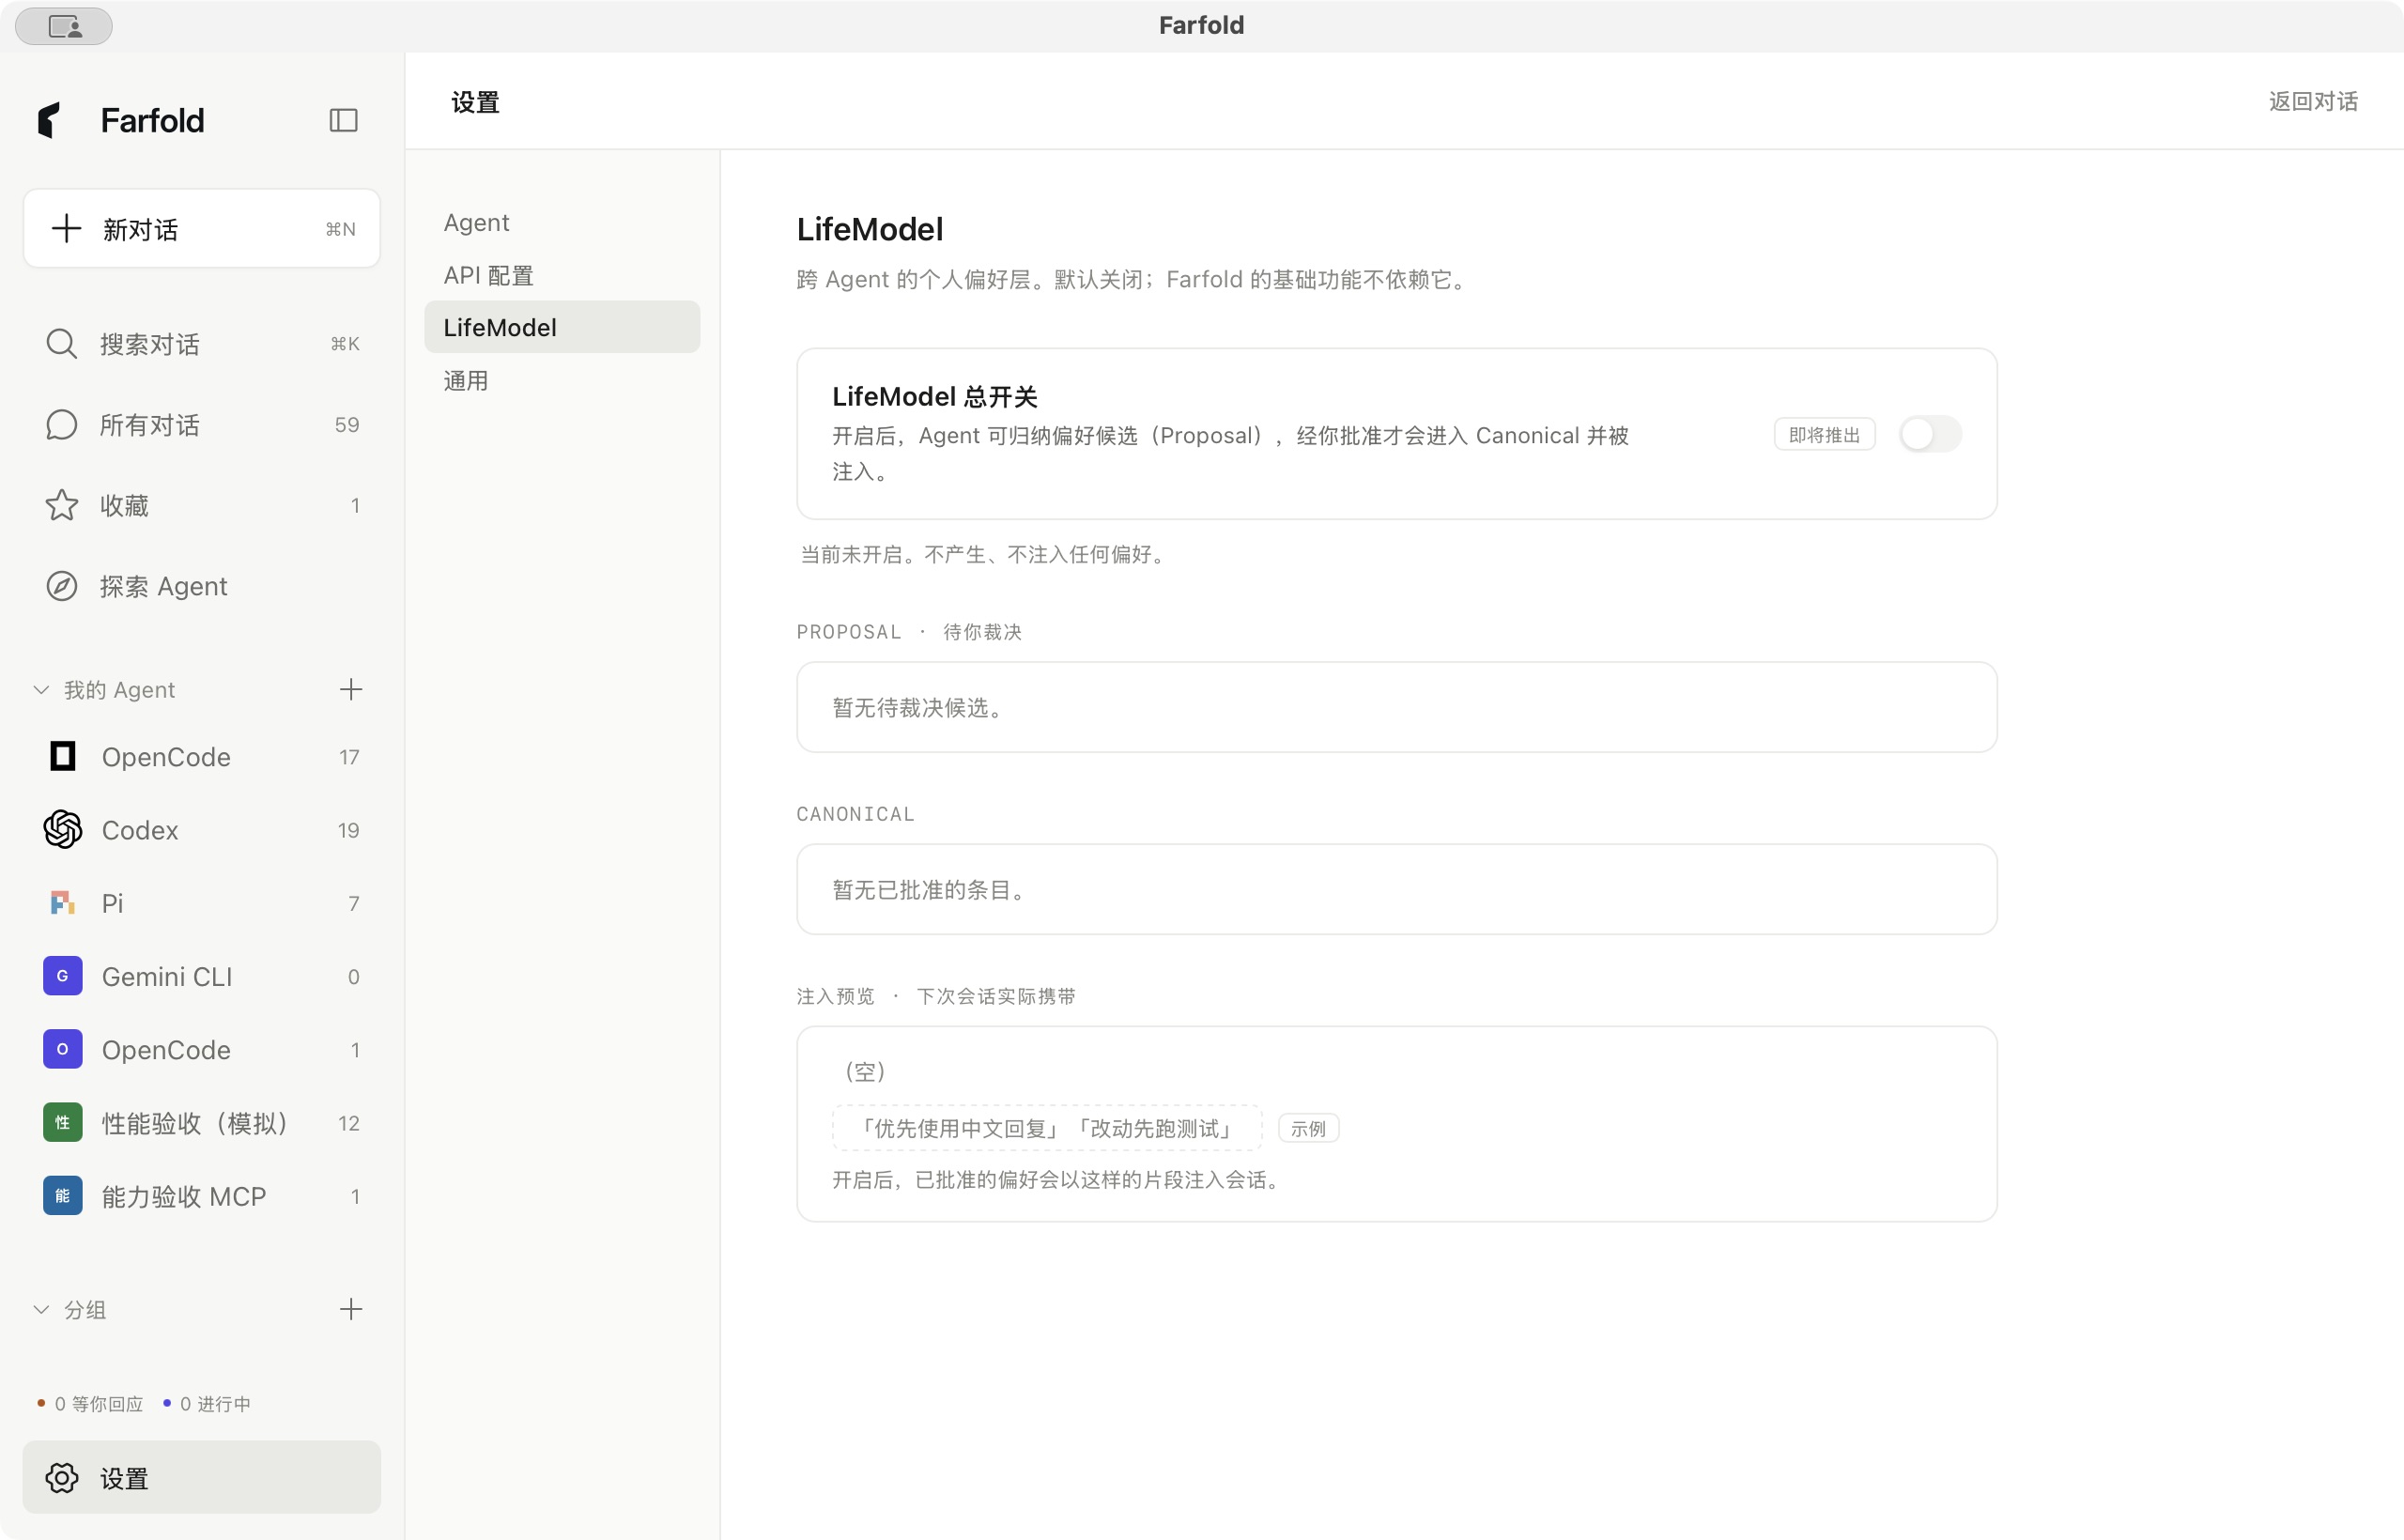 Farfold
Farfold
新对话 ⌘N
搜索对话 ⌘K
所有对话 59
收藏 1
探索 Agent
我的 Agent
OpenCode 17
Codex 19
Pi 7
G Gemini CLI 0
O OpenCode 1
性 性能验收（模拟） 12
能 能力验收 MCP 1
分组
0 等你回应 0 进行中
设置
设置
返回对话
Agent
API 配置
LifeModel
通用
LifeModel
跨 Agent 的个人偏好层。默认关闭；Farfold 的基础功能不依赖它。
LifeModel 总开关
开启后，Agent 可归纳偏好候选（Proposal），经你批准才会进入 Canonical 并被
注入。
即将推出
当前未开启。不产生、不注入任何偏好。
PROPOSAL · 待你裁决
暂无待裁决候选。
CANONICAL
暂无已批准的条目。
注入预览 · 下次会话实际携带
（空）
「优先使用中文回复」「改动先跑测试」 示例
开启后，已批准的偏好会以这样的片段注入会话。